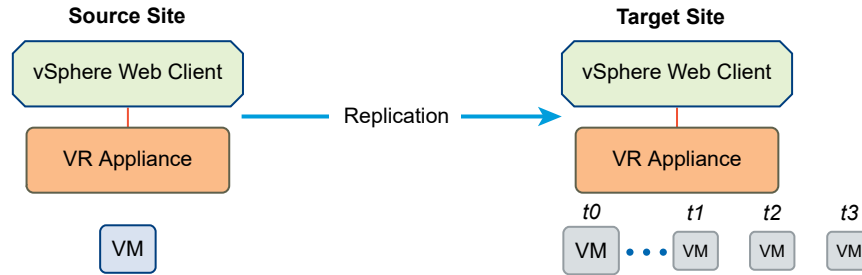 Source Site
Target Site
vSphere Web Client
vSphere Web Client
Replication
VR Appliance
VR Appliance
t0 t1 t2 t3
VM
VM VM VM VM